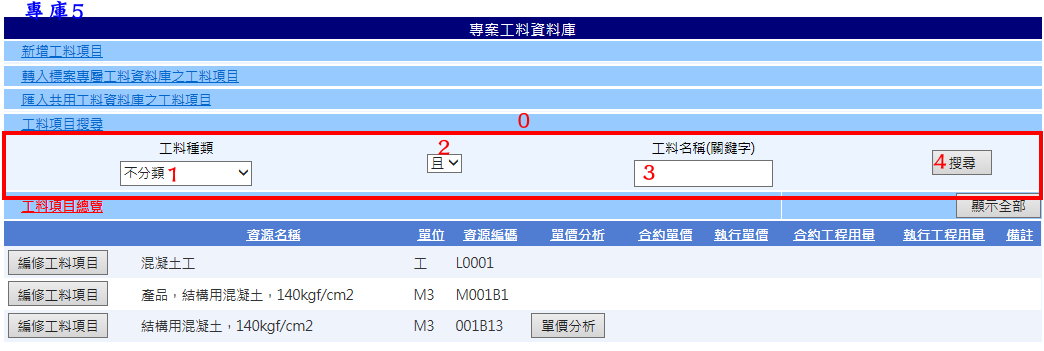 專庫5
專案工料資料庫
新增工料項目
轉入標案專屬工料資料庫之工料項目
匯入共用工料資料庫之工料項目
工料項目搜尋 0
工料種類 2 工料名稱(關鍵字)
不分類 1 且 3 4 搜尋
工料項目總覽 顯示全部
資源名稱 單位 資源編碼 單價分析 合約單價 執行單價 合約工程用量 執行工程用量 備註
編修工料項目 混凝土工 工 L0001
編修工料項目 產品，結構用混凝土，140kgf/cm2 M3 M001B1
編修工料項目 結構用混凝土，140kgf/cm2 M3 001B13 單價分析